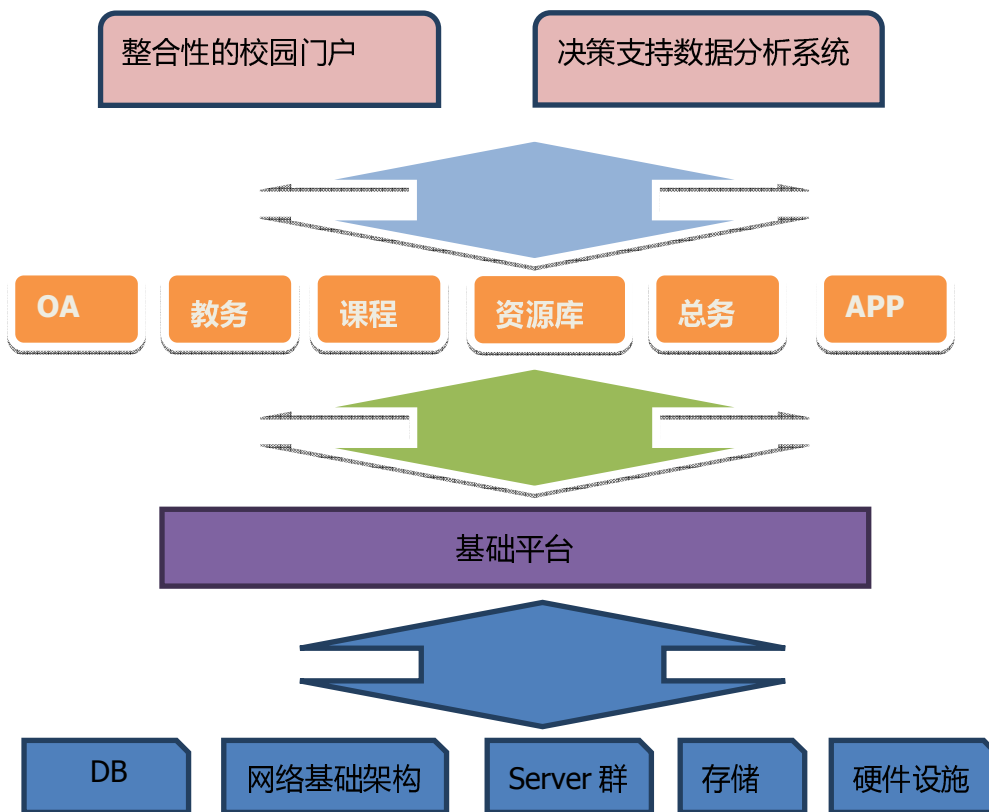 整合性的校园门户
决策支持数据分析系统
OA
教务
课程
资源库
总务
APP
基础平台
DB
网络基础架构
Server 群
存储
硬件设施